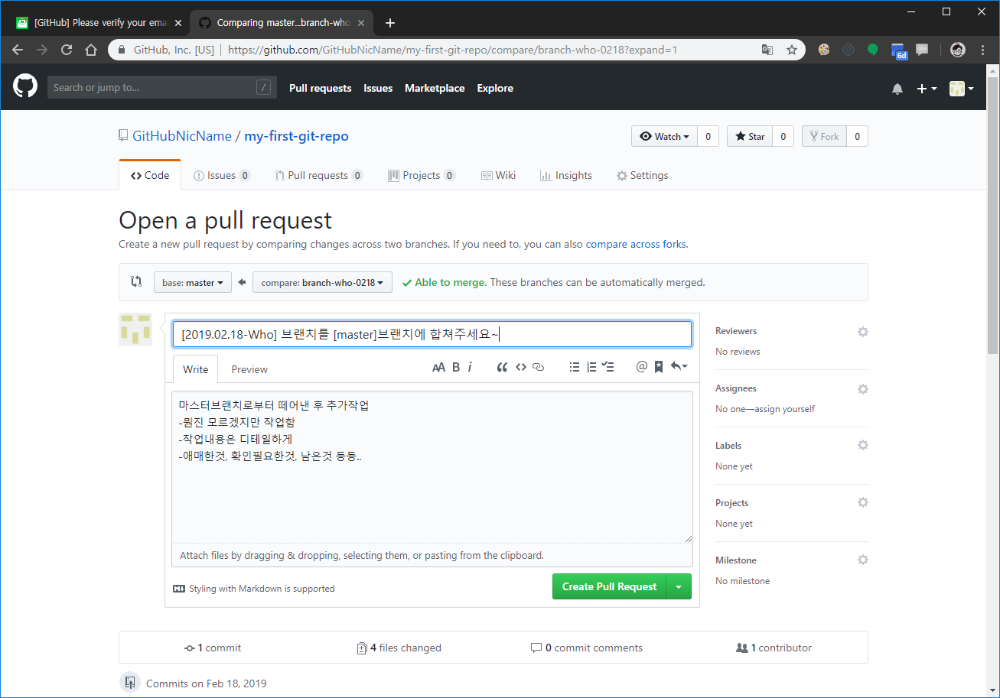 [GitHub] Please verify your ema
Comparing master...branch-who
GitHub, Inc. [US] https://github.com/GitHubNicName/my-first-git-repo/compare/branch-who-0218?expand=1
6d
Search or jump to... / Pull requests Issues Marketplace Explore
GitHubNicName / my-first-git-repo
Watch 0 Star 0 Fork 0
Code Issues 0 Pull requests 0 Projects 0 Wiki Insights Settings
Open a pull request
Create a new pull request by comparing changes across two branches. If you need to, you can also compare across forks.
base: master compare: branch-who-0218 Able to merge. These branches can be automatically merged.
[2019.02.18-Who] 브랜치를 [master]브랜치에 합쳐주세요~
Write Preview AA B i @
마스터브랜치로부터 떼어낸 후 추가작업
-뭔진 모르겠지만 작업함
-작업내용은 디테일하게
-애매한것, 확인필요한것, 남은것 등등..
Attach files by dragging & dropping, selecting them, or pasting from the clipboard.
Styling with Markdown is supported
Create Pull Request
Reviewers
No reviews
Assignees
No one—assign yourself
Labels
None yet
Projects
None yet
Milestone
No milestone
1 commit 4 files changed 0 commit comments 1 contributor
Commits on Feb 18, 2019